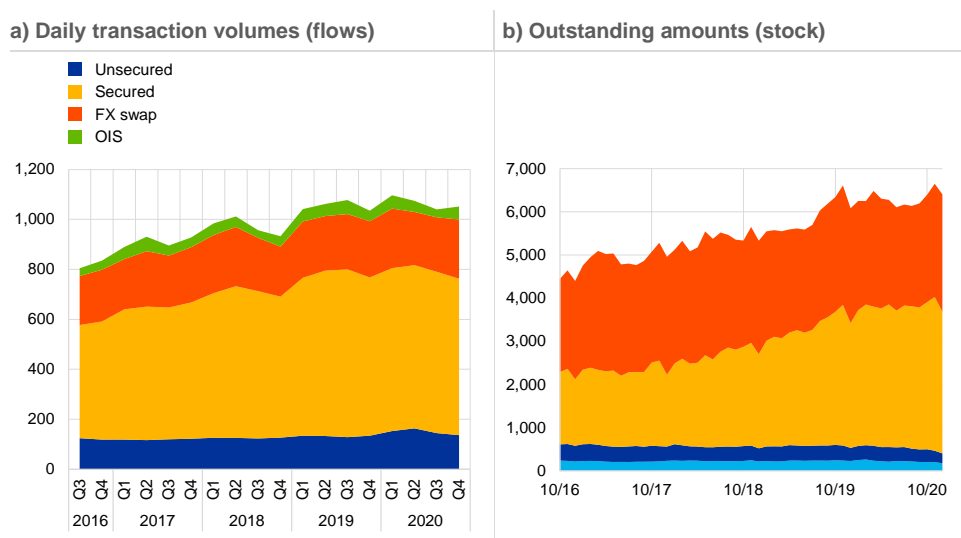 a) Daily transaction volumes (flows)
b) Outstanding amounts (stock)
Unsecured
Secured
FX swap
OIS
1,200
1,000
800
600
400
200
0
Q3 Q4 Q1 Q2 Q3 Q4 Q1 Q2 Q3 Q4 Q1 Q2 Q3 Q4 Q1 Q2 Q3 Q4
2016 2017 2018 2019 2020
7,000
6,000
5,000
4,000
3,000
2,000
1,000
0
10/16 10/17 10/18 10/19 10/20